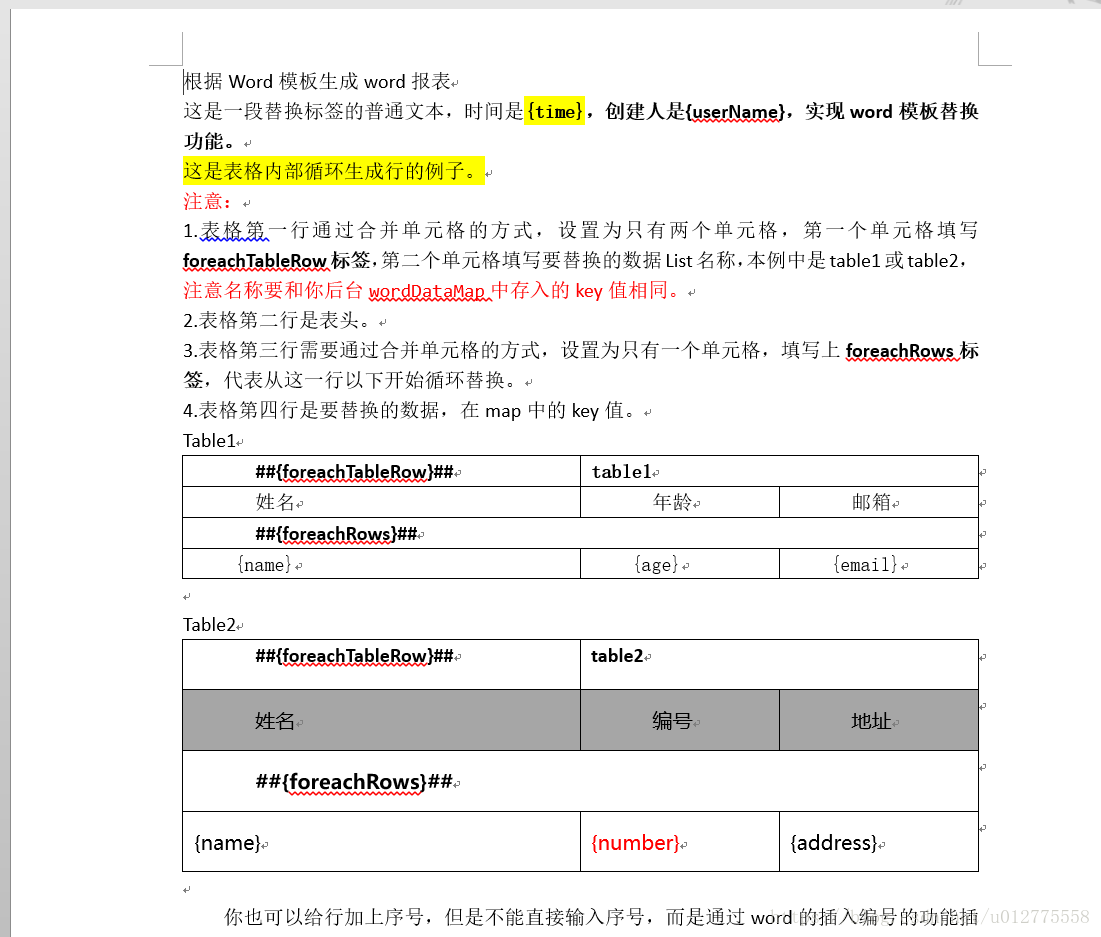 根据 Word 模板生成 word 报表
这是一段替换标签的普通文本，时间是{time}，创建人是{userName}，实现 word 模板替换
功能。
这是表格内部循环生成行的例子。
注意：
1.表格第一行通过合并单元格的方式，设置为只有两个单元格，第一个单元格填写
foreachTableRow 标签，第二个单元格填写要替换的数据 List 名称，本例中是 table1 或 table2，
注意名称要和你后台 wordDataMap 中存入的 key 值相同。
2.表格第二行是表头。
3.表格第三行需要通过合并单元格的方式，设置为只有一个单元格，填写上 foreachRows 标
签，代表从这一行以下开始循环替换。
4.表格第四行是要替换的数据，在 map 中的 key 值。
Table1
##{foreachTableRow}## table1
姓名 年龄 邮箱
##{foreachRows}##
{name} {age} {email}
Table2
##{foreachTableRow}## table2
姓名 编号 地址
##{foreachRows}##
{name} {number} {address}
你也可以给行加上序号，但是不能直接输入序号，而是通过 word 的插入编号的功能插
/u012775558